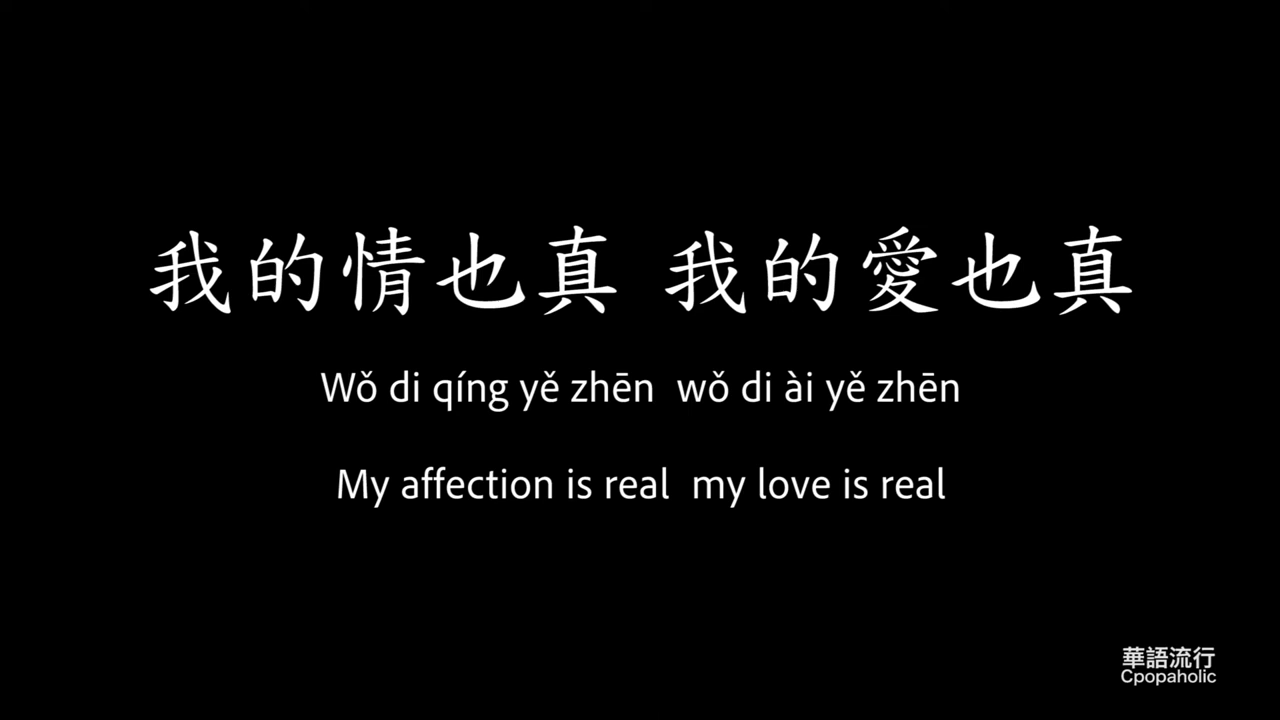 我的情也真 我的愛也真
Wǒ di qíng yě zhēn  wǒ di ài yě zhēn
My affection is real  my love is real
華語流行
Cpopaholic